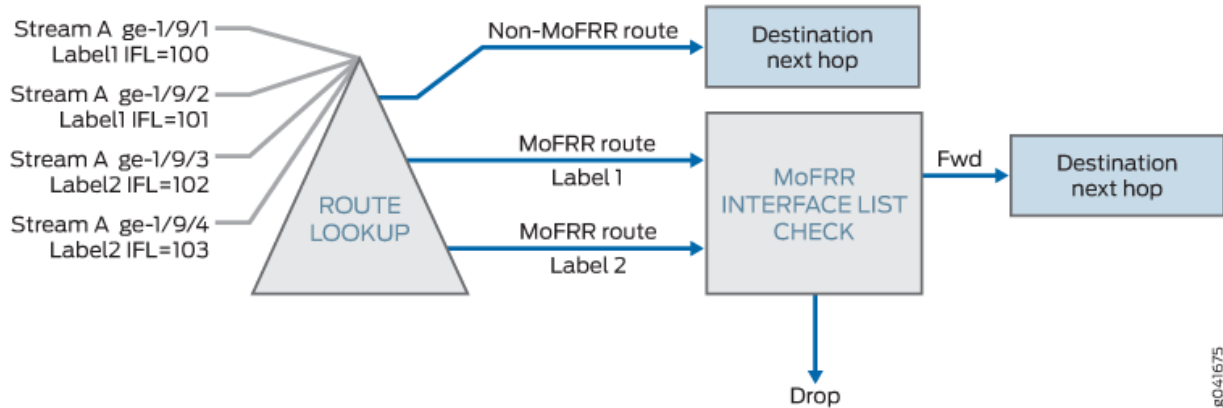 Stream A ge-1/9/1
Label1 IFL=100
Stream A ge-1/9/2
Label1 IFL=101
Stream A ge-1/9/3
Label2 IFL=102
Stream A ge-1/9/4
Label2 IFL=103
ROUTE
LOOKUP
Non-MoFRR route
Destination
next hop
MoFRR route
Label 1
MoFRR route
Label 2
MoFRR
INTERFACE LIST
CHECK
Fwd
Destination
next hop
Drop
g041675